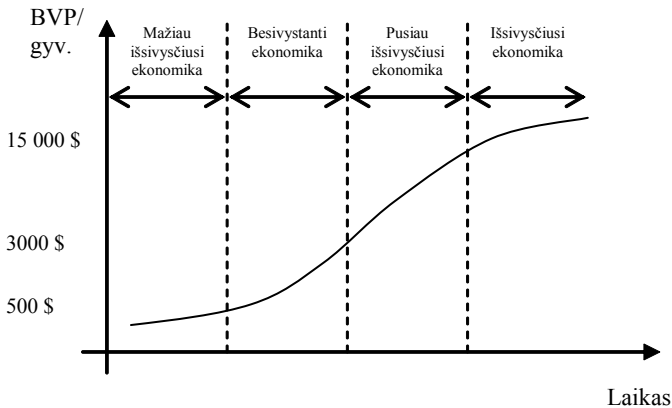 BVP/
gyv.
Mažiau
išsivysčiusi
ekonomika
Besivystanti
ekonomika
Pusiau
išsivysčiusi
ekonomika
Išsivysčiusi
ekonomika
15 000 $
3000 $
500 $
Laikas